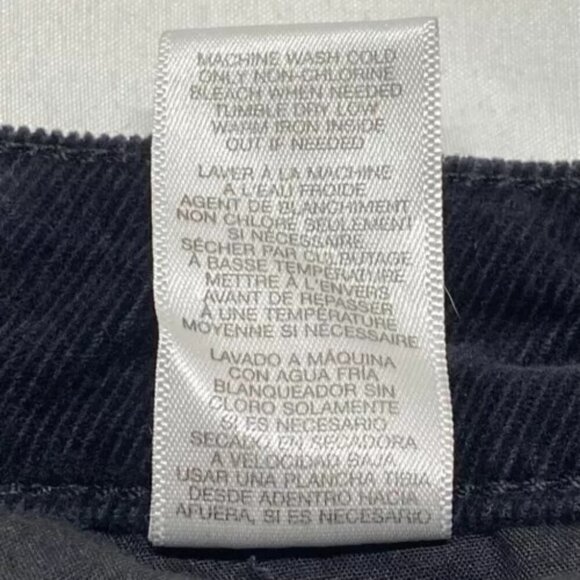 MACHINE WASH COLD
ONLY NON-CHLORINE
BLEACH WHEN NEEDED
TUMBLE DRY LOW
WARM IRON INSIDE
OUT IF NEEDED
LAVER À LA MACHINE
A L'EAU FROIDE
AGENT DE BLANCHIMENT
NON CHLORE SEULEMENT
SI NÉCESSAIRE
SÉCHER PAR CULBUTAGE
À BASSE TEMPÉRATURE
METTRE À L'ENVERS
AVANT DE REPASSER
À UNE TEMPÉRATURE
MOYENNE SI NÉCESSAIRE
LAVADO A MÁQUINA
CON AGUA FRÍA
BLANQUEADOR SIN
CLORO SOLAMENTE
SI ES NECESARIO
SECADO EN SECADORA
A VELOCIDAD BAJA
USAR UNA PLANCHA TIBIA
DESDE ADENTRO HACIA
AFUERA, SI ES NECESARIO